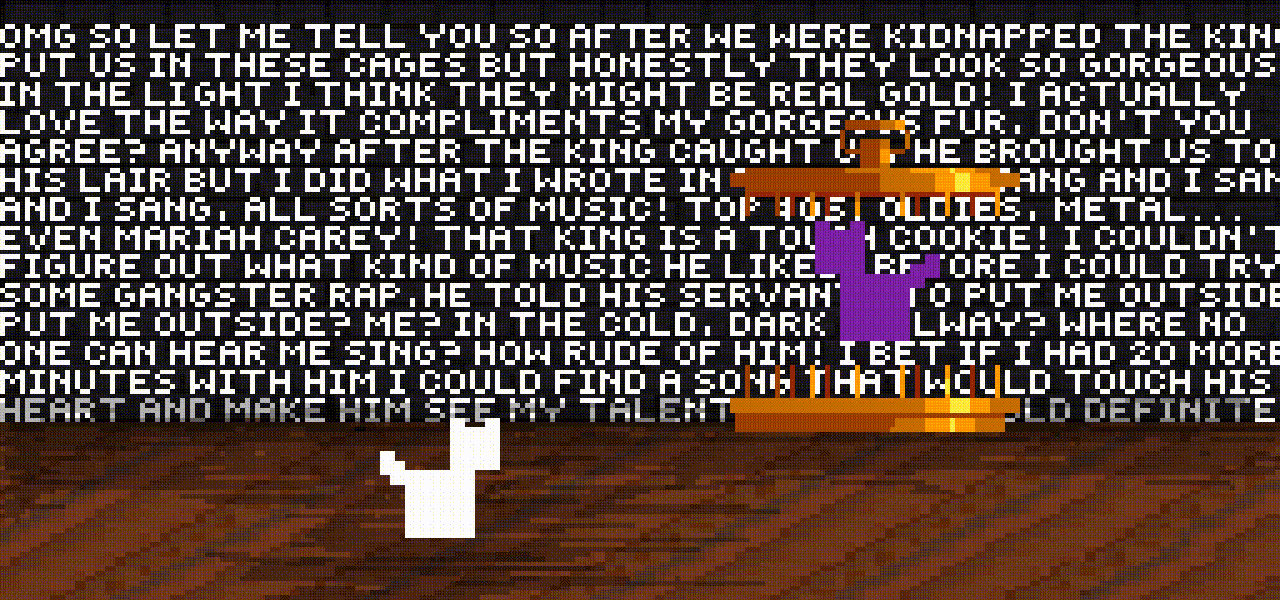 OMG SO LET ME TELL YOU SO AFTER WE WERE KIDNAPPED THE KING
PUT US IN THESE CAGES BUT HONESTLY THEY LOOK SO GORGEOUS
IN THE LIGHT I THINK THEY MIGHT BE REAL GOLD! I ACTUALLY
LOVE THE WAY IT COMPLIMENTS MY GORGEOUS FUR. DON'T YOU
AGREE? ANYWAY AFTER THE KING CAUGHT HE BROUGHT US TO
HIS LAIR BUT I DID WHAT I WROTE IN AND I SAN
AND I SANG. ALL SORTS OF MUSIC! TOP OLDIES. METAL...
EVEN MARIAH CAREY! THAT KING IS A TOUGH COOKIE! I COULDN'T
FIGURE OUT WHAT KIND OF MUSIC HE LIKE BEFORE I COULD TRY
SOME GANGSTER RAP.HE TOLD HIS SERVANT TO PUT ME OUTSIDE
PUT ME OUTSIDE? ME? IN THE COLD. DARK HALLWAY? WHERE NO
ONE CAN HEAR ME SING? HOW RUDE OF HIM! I BET IF I HAD 20 MORE
MINUTES WITH HIM I COULD FIND A SONG THAT WOULD TOUCH HIS
HEART AND MAKE HIM SEE MY TALENT DEFINITE